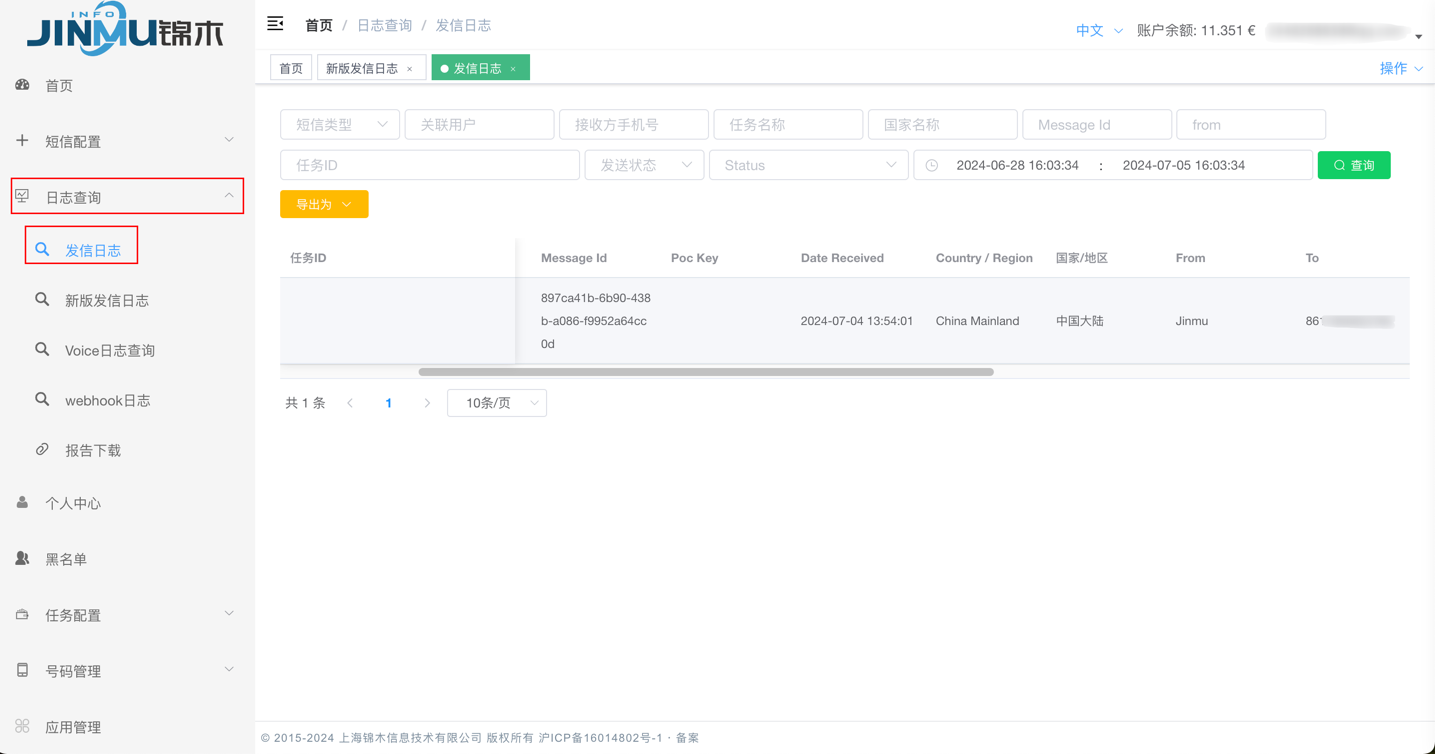 INFO
JINMU锦木
首页 / 日志查询 / 发信日志
中文
账户余额: 11.351 €
首页
新版发信日志 ×
发信日志 ×
操作
首页
短信配置
日志查询
发信日志
新版发信日志
Voice日志查询
webhook日志
报告下载
个人中心
黑名单
任务配置
号码管理
应用管理
短信类型 关联用户 接收方手机号 任务名称 国家名称 Message Id from
任务ID 发送状态 Status 2024-06-28 16:03:34 : 2024-07-05 16:03:34 查询
导出为
任务ID Message Id Poc Key Date Received Country / Region 国家/地区 From To
897ca41b-6b90-438
b-a086-f9952a64cc 2024-07-04 13:54:01 China Mainland 中国大陆 Jinmu 86
0d
共 1 条 1 10条/页
© 2015-2024 上海锦木信息技术有限公司 版权所有 沪ICP备16014802号-1 · 备案